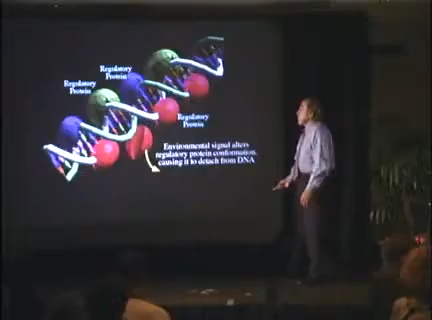 Regulatory
Protein
Regulatory
Protein
Regulatory
Protein
Environmental signal alters
regulatory protein conformation,
causing it to detach from DNA